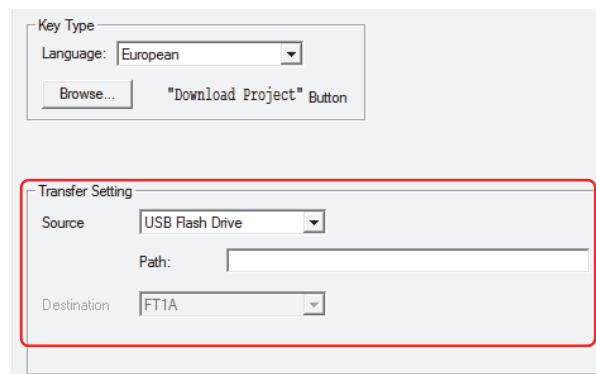 Key Type
Language: European
Browse... "Download Project" Button
Transfer Setting
Source USB Flash Drive
Path:
Destination FT1A